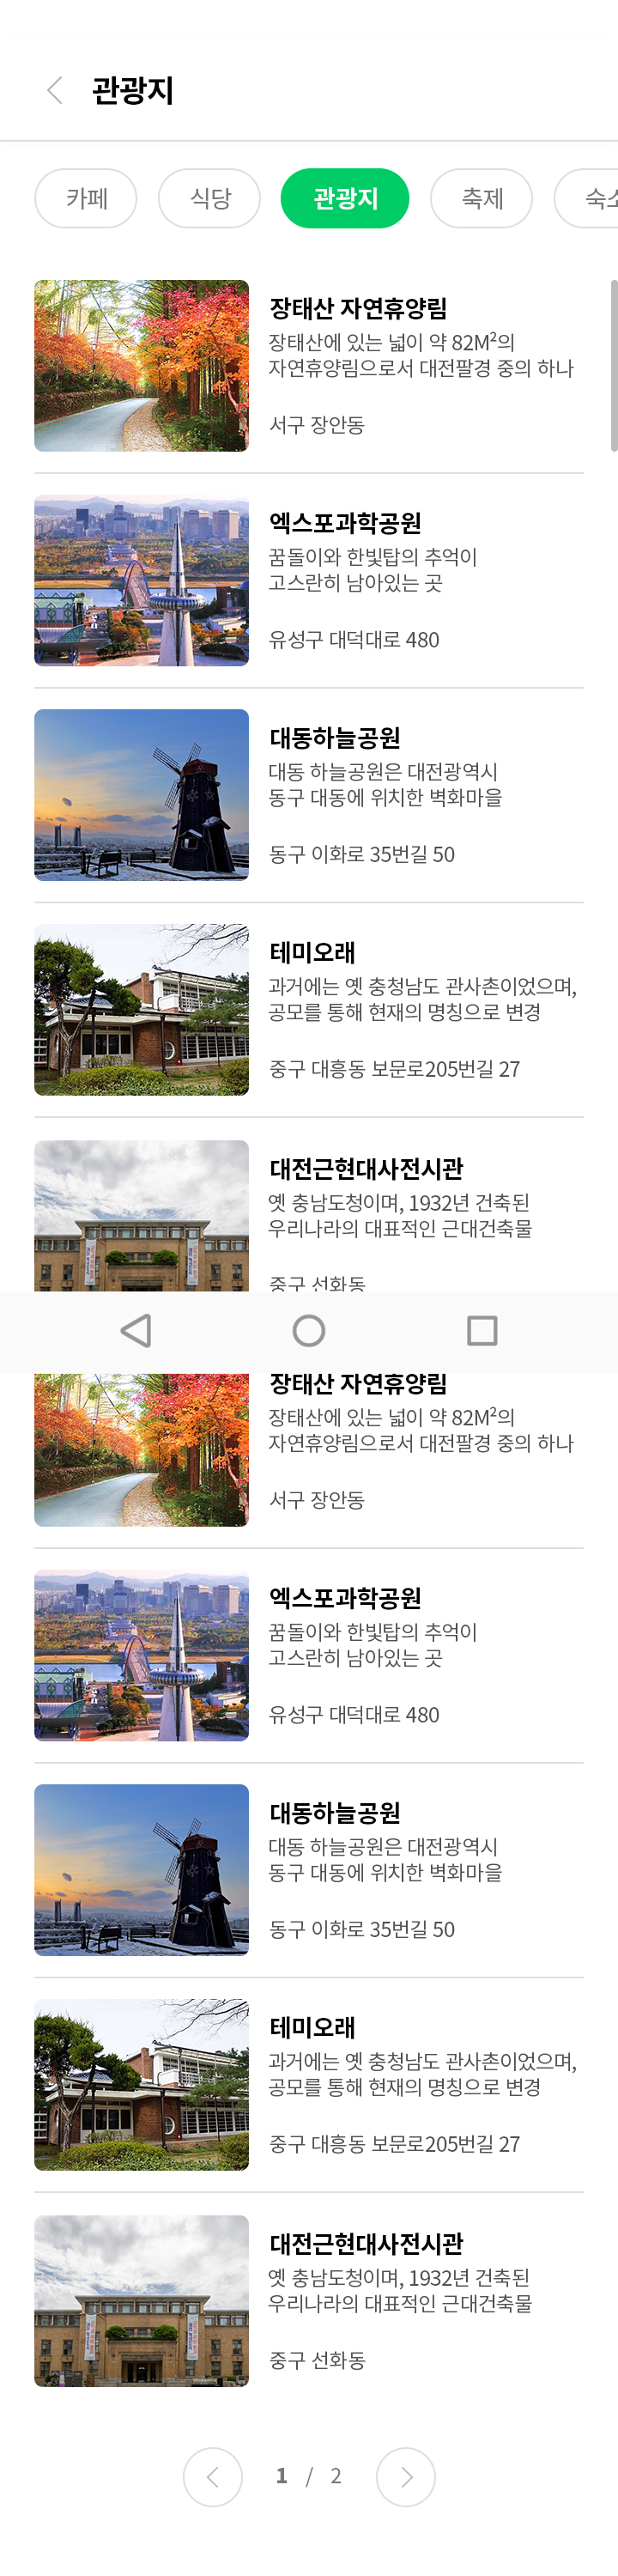 관광지
카페
식당
관광지
축제
숙소
장태산 자연휴양림
장태산에 있는 넓이 약 82M²의
자연휴양림으로서 대전팔경 중의 하나
서구 장안동
엑스포과학공원
꿈돌이와 한빛탑의 추억이
고스란히 남아있는 곳
유성구 대덕대로 480
대동하늘공원
대동 하늘공원은 대전광역시
동구 대동에 위치한 벽화마을
동구 이화로 35번길 50
테미오래
과거에는 옛 충청남도 관사촌이었으며,
공모를 통해 현재의 명칭으로 변경
중구 대흥동 보문로205번길 27
대전근현대사전시관
옛 충남도청이며, 1932년 건축된
우리나라의 대표적인 근대건축물
중구 선화동
장태산 자연휴양림
장태산에 있는 넓이 약 82M²의
자연휴양림으로서 대전팔경 중의 하나
서구 장안동
엑스포과학공원
꿈돌이와 한빛탑의 추억이
고스란히 남아있는 곳
유성구 대덕대로 480
대동하늘공원
대동 하늘공원은 대전광역시
동구 대동에 위치한 벽화마을
동구 이화로 35번길 50
테미오래
과거에는 옛 충청남도 관사촌이었으며,
공모를 통해 현재의 명칭으로 변경
중구 대흥동 보문로205번길 27
대전근현대사전시관
옛 충남도청이며, 1932년 건축된
우리나라의 대표적인 근대건축물
중구 선화동
1 / 2